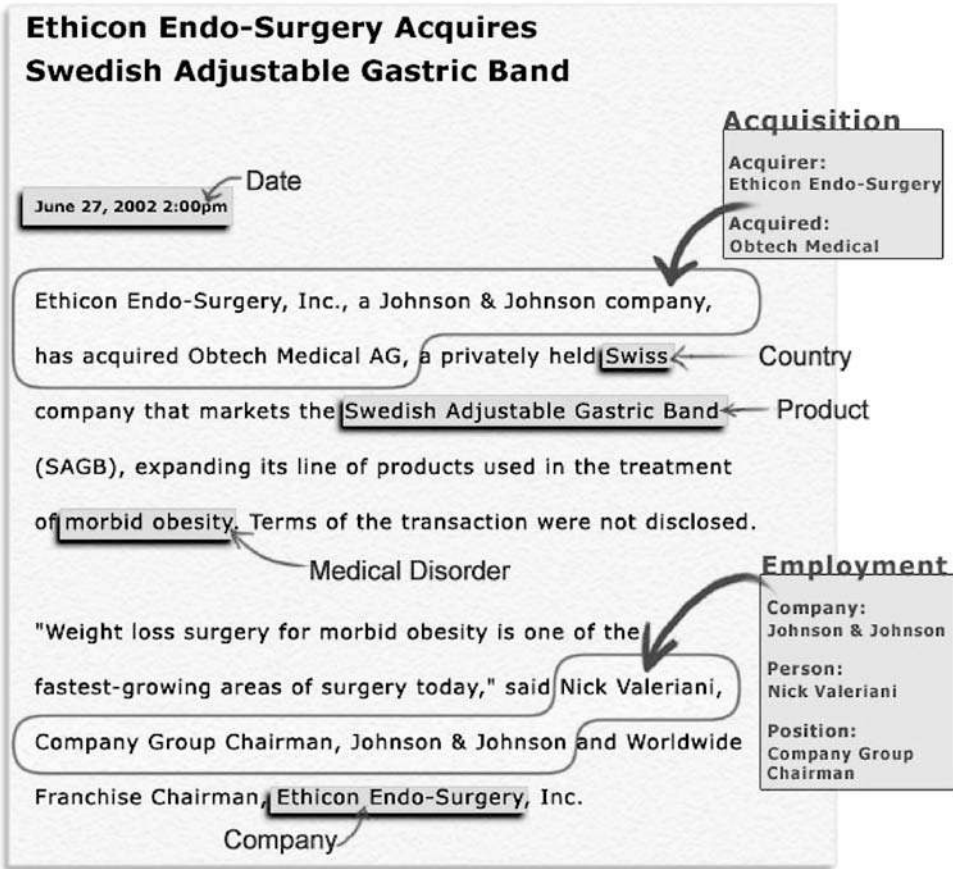 Ethicon Endo-Surgery Acquires
Swedish Adjustable Gastric Band
Acquisition
Acquirer:
Ethicon Endo-Surgery
Acquired:
Obtech Medical
Date
June 27, 2002 2:00pm
Ethicon Endo-Surgery, Inc., a Johnson & Johnson company,
has acquired Obtech Medical AG, a privately held Swiss
Country
company that markets the Swedish Adjustable Gastric Band
Product
(SAGB), expanding its line of products used in the treatment
of morbid obesity. Terms of the transaction were not disclosed.
Medical Disorder
Employment
Company:
Johnson & Johnson
Person:
Nick Valeriani
Position:
Company Group
Chairman
"Weight loss surgery for morbid obesity is one of the
fastest-growing areas of surgery today," said Nick Valeriani,
Company Group Chairman, Johnson & Johnson and Worldwide
Franchise Chairman, Ethicon Endo-Surgery, Inc.
Company